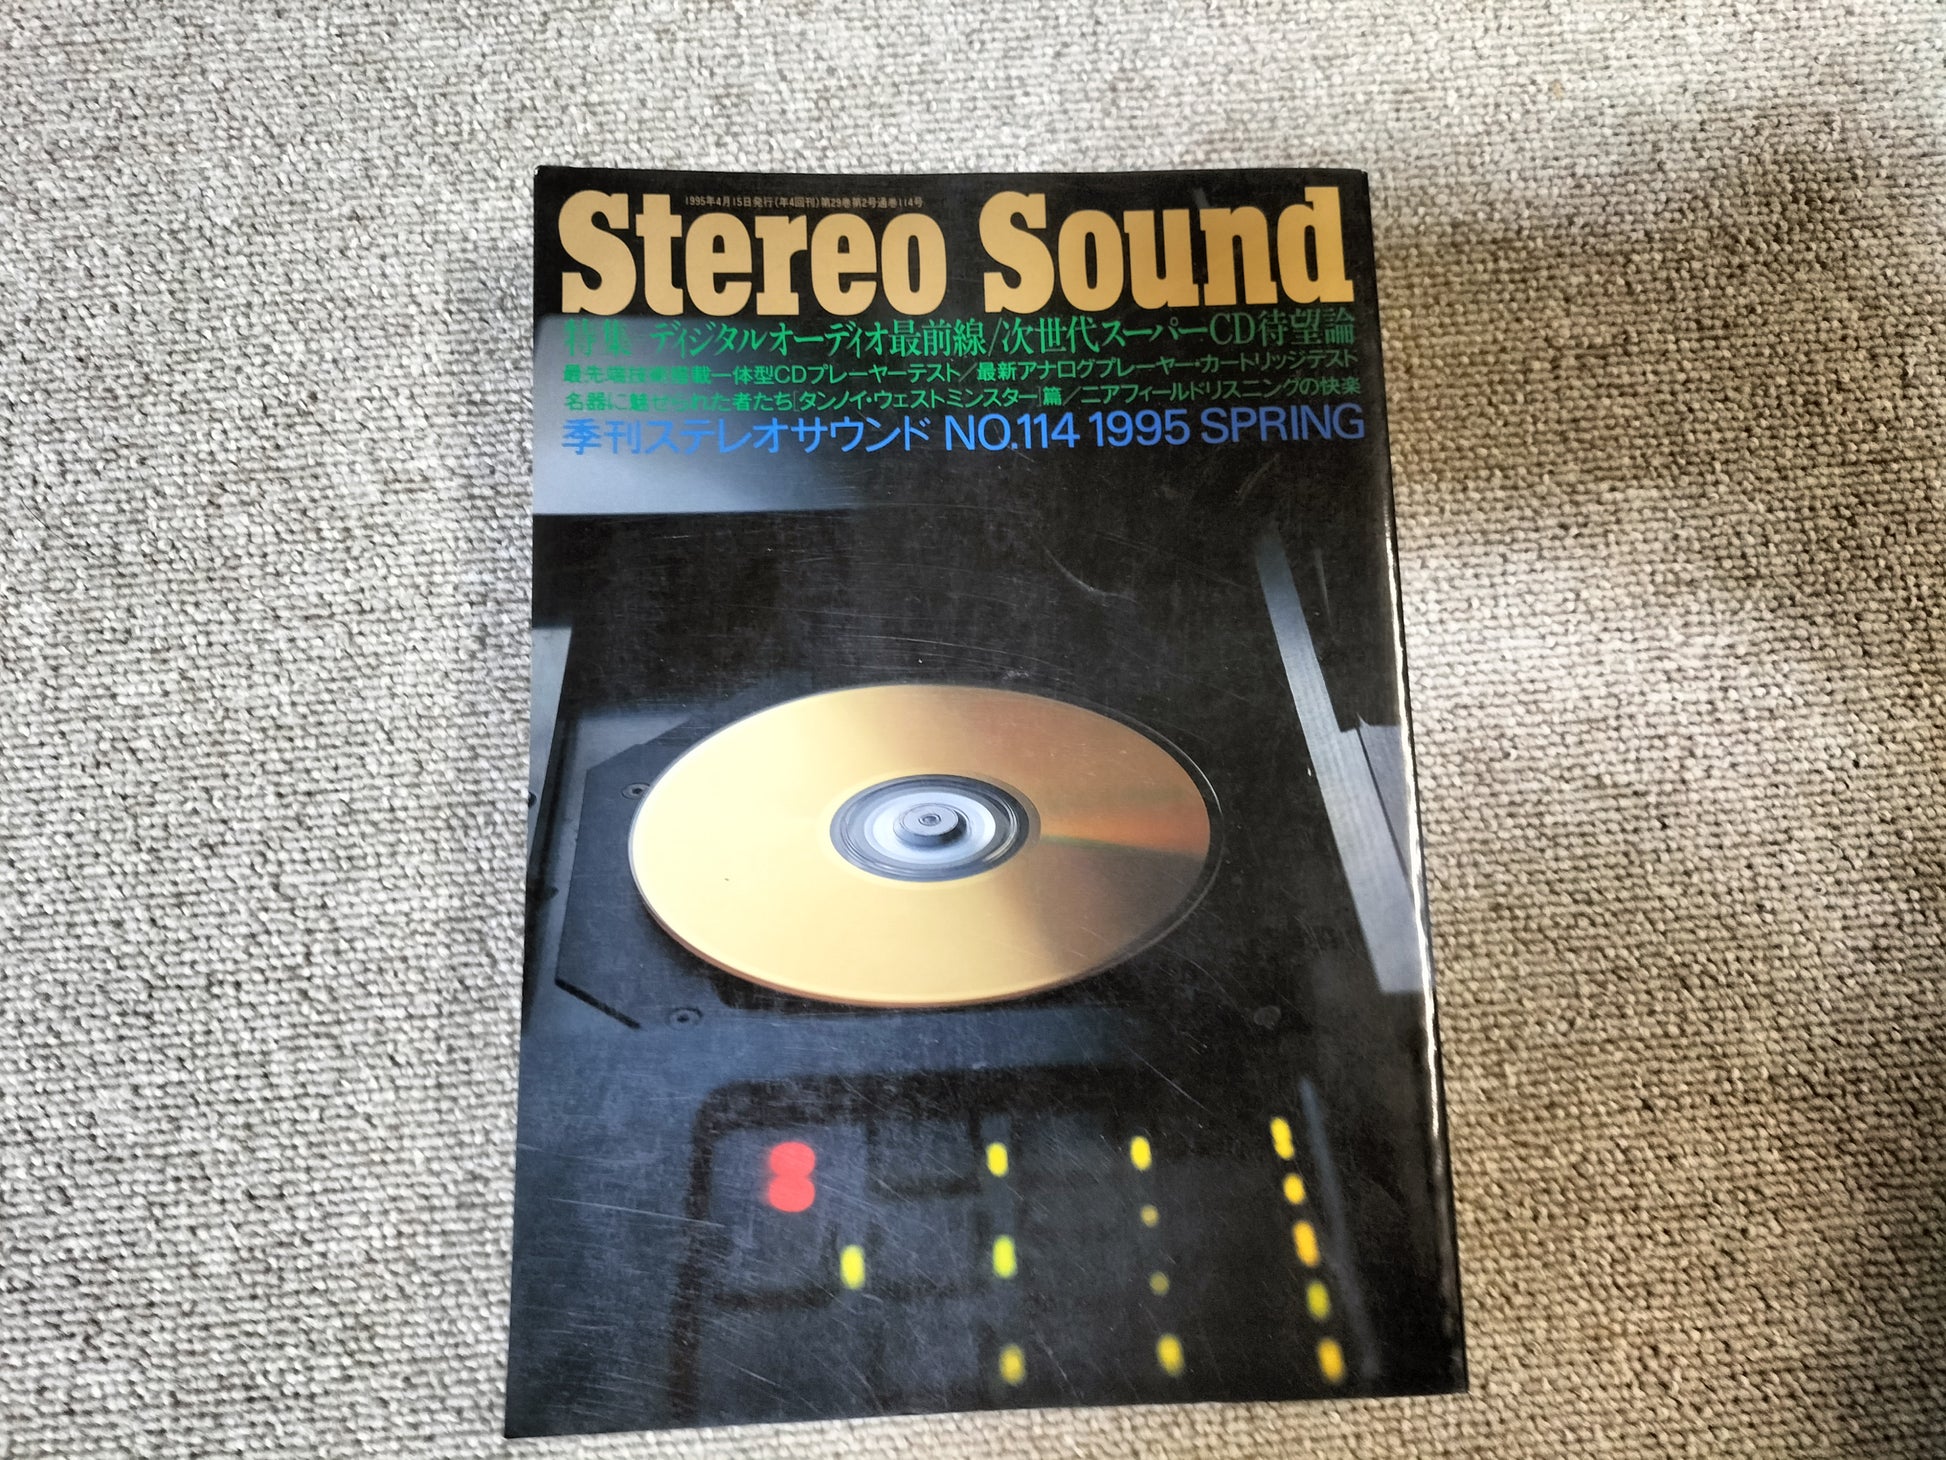 1995年4月15日発行(年4回刊)第29巻第2号通巻114号
Stereo Sound
特集 ディジタルオーディオ最前線/次世代スーパーCD待望論
最先端技術搭載一体型CDプレーヤーテスト/最新アナログプレーヤー・カートリッジテスト
名器に魅せられた者たち[タンノイ・ウェストミンスター]篇/ニアフィールドリスニングの快楽
季刊ステレオサウンド NO.114 1995 SPRING